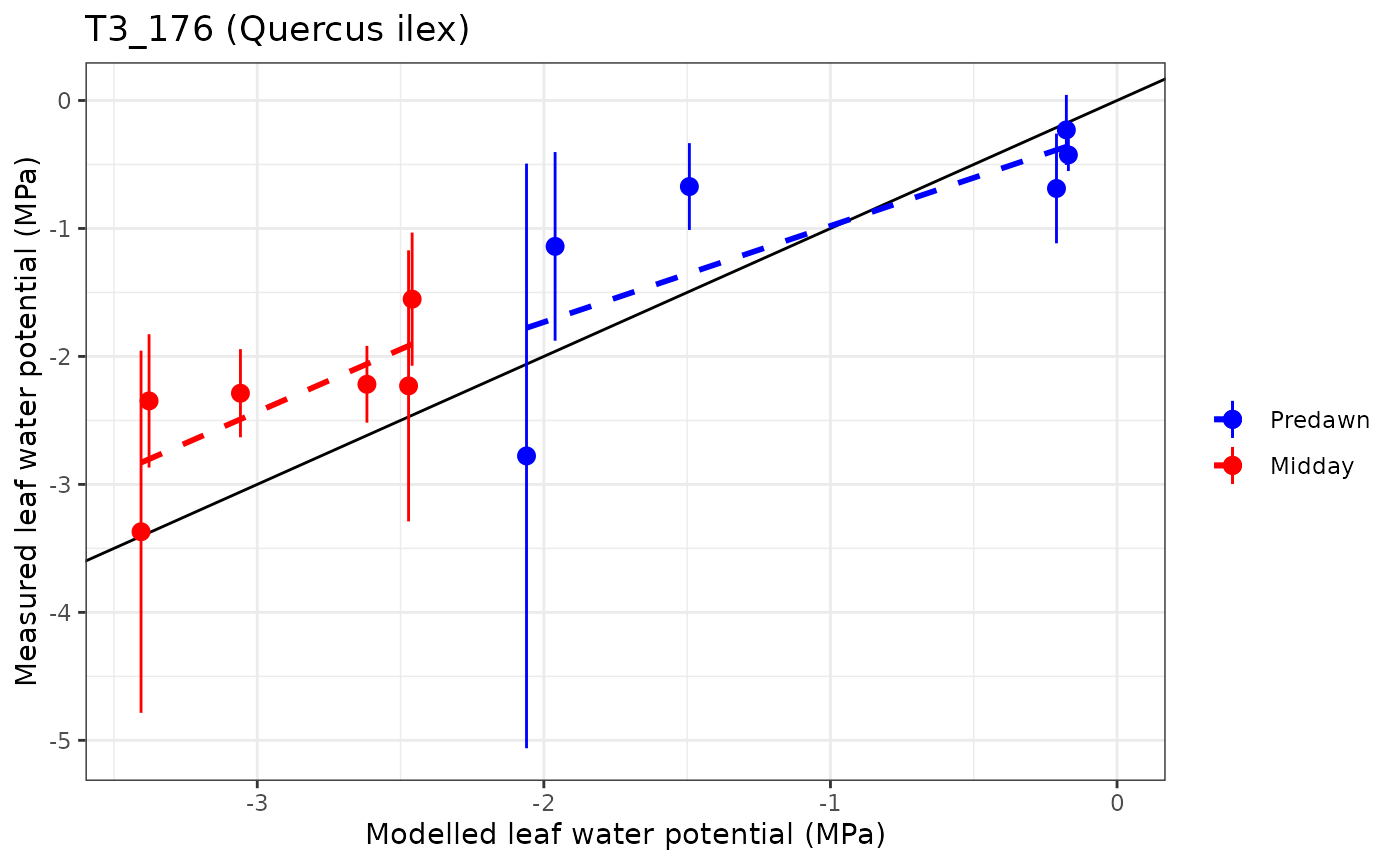 T3_176 (Quercus ilex)
Measured leaf water potential (MPa)
0
-1
-2
-3
-4
-5
-3
-2
-1
0
Modelled leaf water potential (MPa)
Predawn
Midday